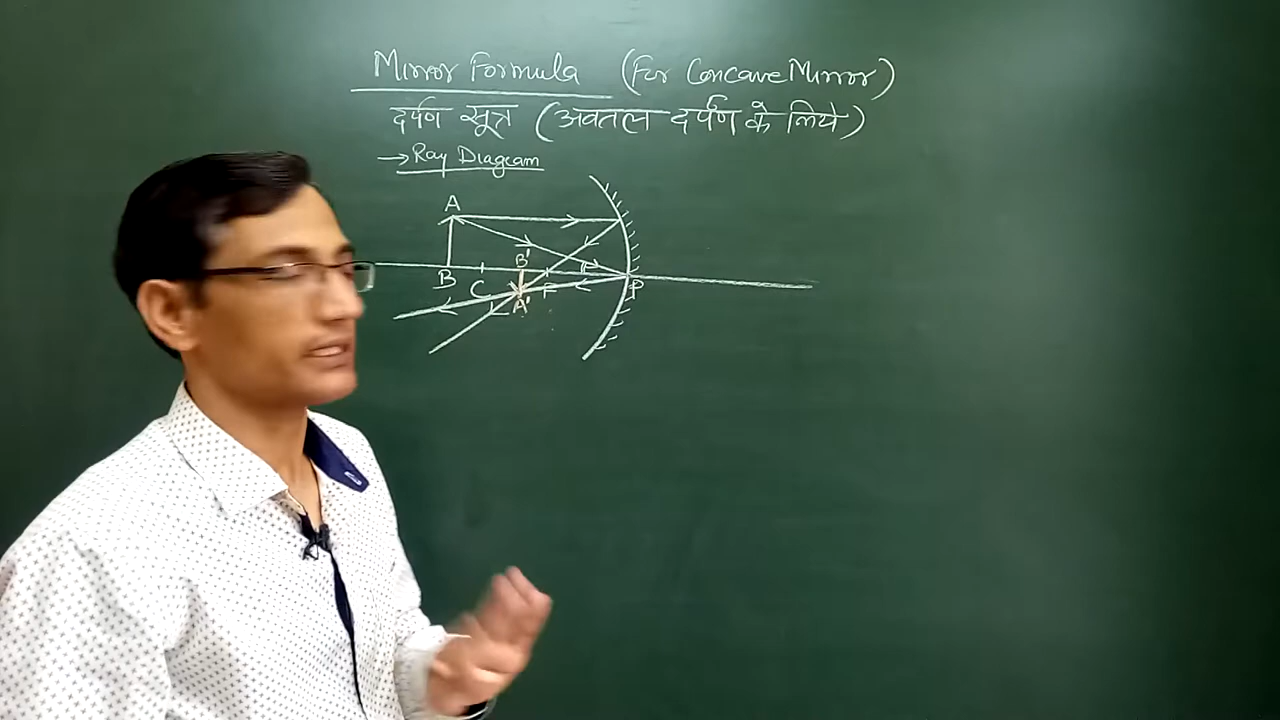 Mirror Formula (For Concave Mirror)
दर्पण सूत्र (अवतल दर्पण के लिये)
→ Ray Diagram
A
B'
B C F P
A'